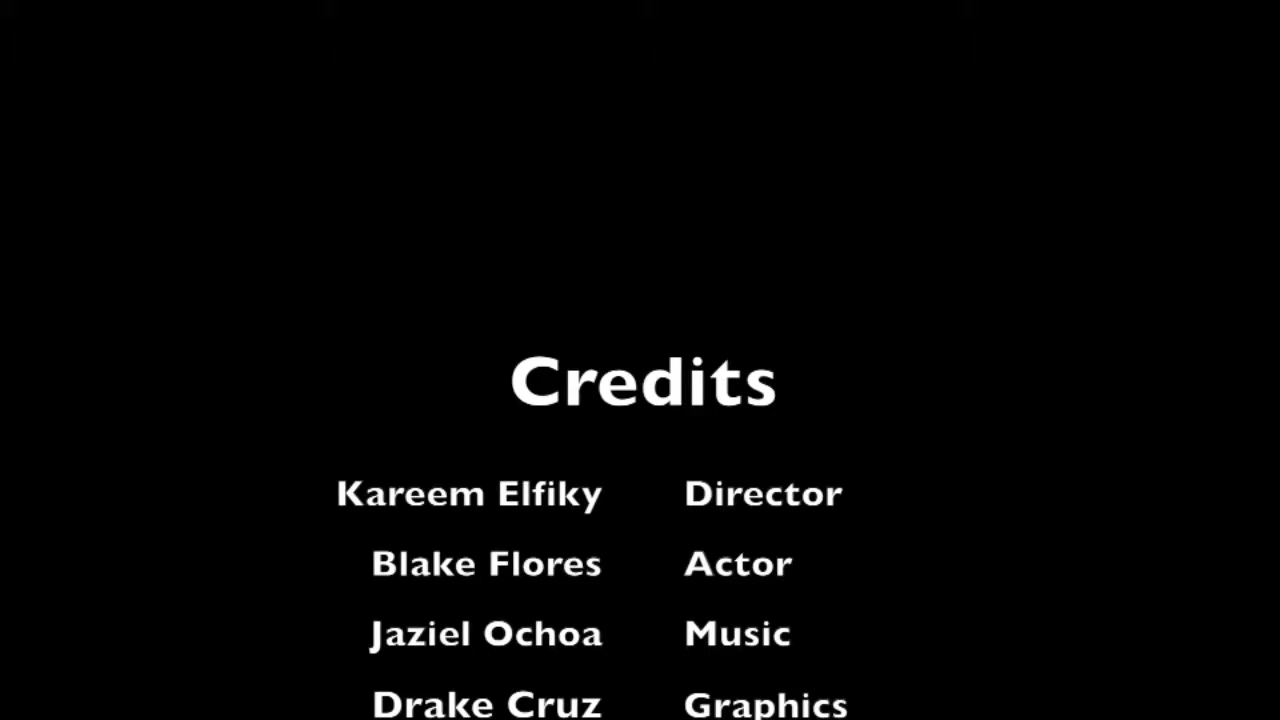 Credits
Kareem Elfiky Director
Blake Flores Actor
Jaziel Ochoa Music
Drake Cruz Graphics